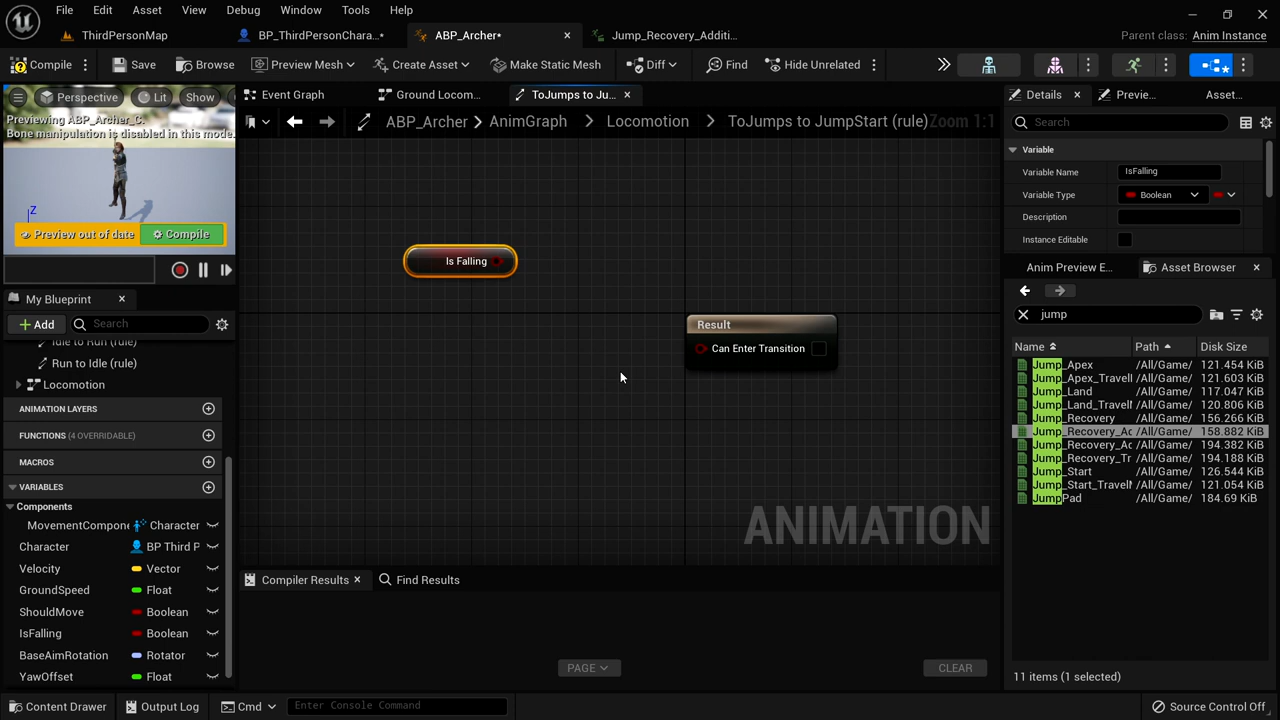 File Edit Asset View Debug Window Tools Help
ThirdPersonMap BP_ThirdPersonChara...* ABP_Archer* Jump_Recovery_Additi...
Parent class: Anim Instance
Compile Save Browse Preview Mesh Create Asset Make Static Mesh Diff Find Hide Unrelated
Perspective Lit Show
Previewing ABP_Archer_C.
Bone manipulation is disabled in this mode.
Z
Preview out of date Compile
My Blueprint
Add Search
Idle to Run (rule)
Run to Idle (rule)
Locomotion
ANIMATION LAYERS
FUNCTIONS (4 OVERRIDABLE)
MACROS
VARIABLES
Components
MovementCompone Character
Character BP Third P
Velocity Vector
GroundSpeed Float
ShouldMove Boolean
IsFalling Boolean
BaseAimRotation Rotator
YawOffset Float
Event Graph Ground Locom... ToJumps to Ju...
ABP_Archer AnimGraph Locomotion ToJumps to JumpStart (rule) Zoom 1:1
Is Falling
Result
Can Enter Transition
ANIMATION
Compiler Results Find Results
PAGE CLEAR
Details Previe... Asset...
Search
Variable
Variable Name IsFalling
Variable Type Boolean
Description
Instance Editable
Anim Preview E... Asset Browser
jump
Name Path Disk Size
Jump_Apex /All/Game/ 121.454 KiB
Jump_Apex_Travell /All/Game/ 121.603 KiB
Jump_Land /All/Game/ 117.047 KiB
Jump_Land_Travell /All/Game/ 120.806 KiB
Jump_Recovery /All/Game/ 156.266 KiB
Jump_Recovery_Ac /All/Game/ 158.882 KiB
Jump_Recovery_Ac /All/Game/ 194.382 KiB
Jump_Recovery_Tr /All/Game/ 194.188 KiB
Jump_Start /All/Game/ 126.544 KiB
Jump_Start_Travell /All/Game/ 121.054 KiB
JumpPad /All/Game/ 184.69 KiB
11 items (1 selected)
Content Drawer Output Log Cmd Enter Console Command Source Control Off